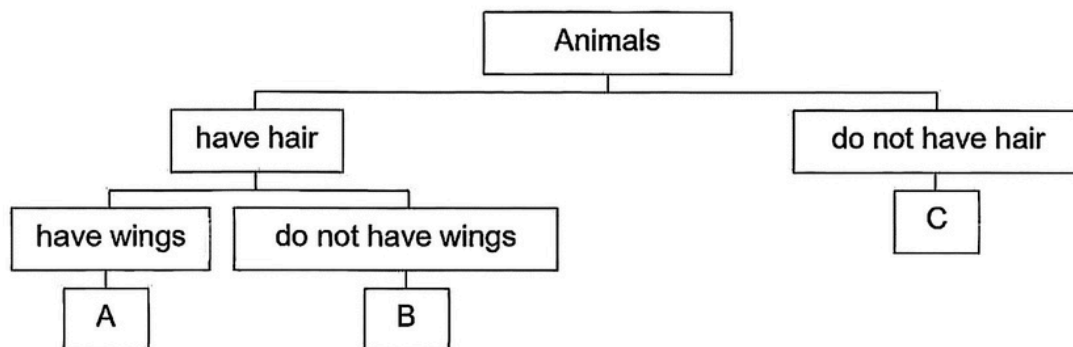 Animals
have hair
do not have hair
have wings
do not have wings
C
A
B